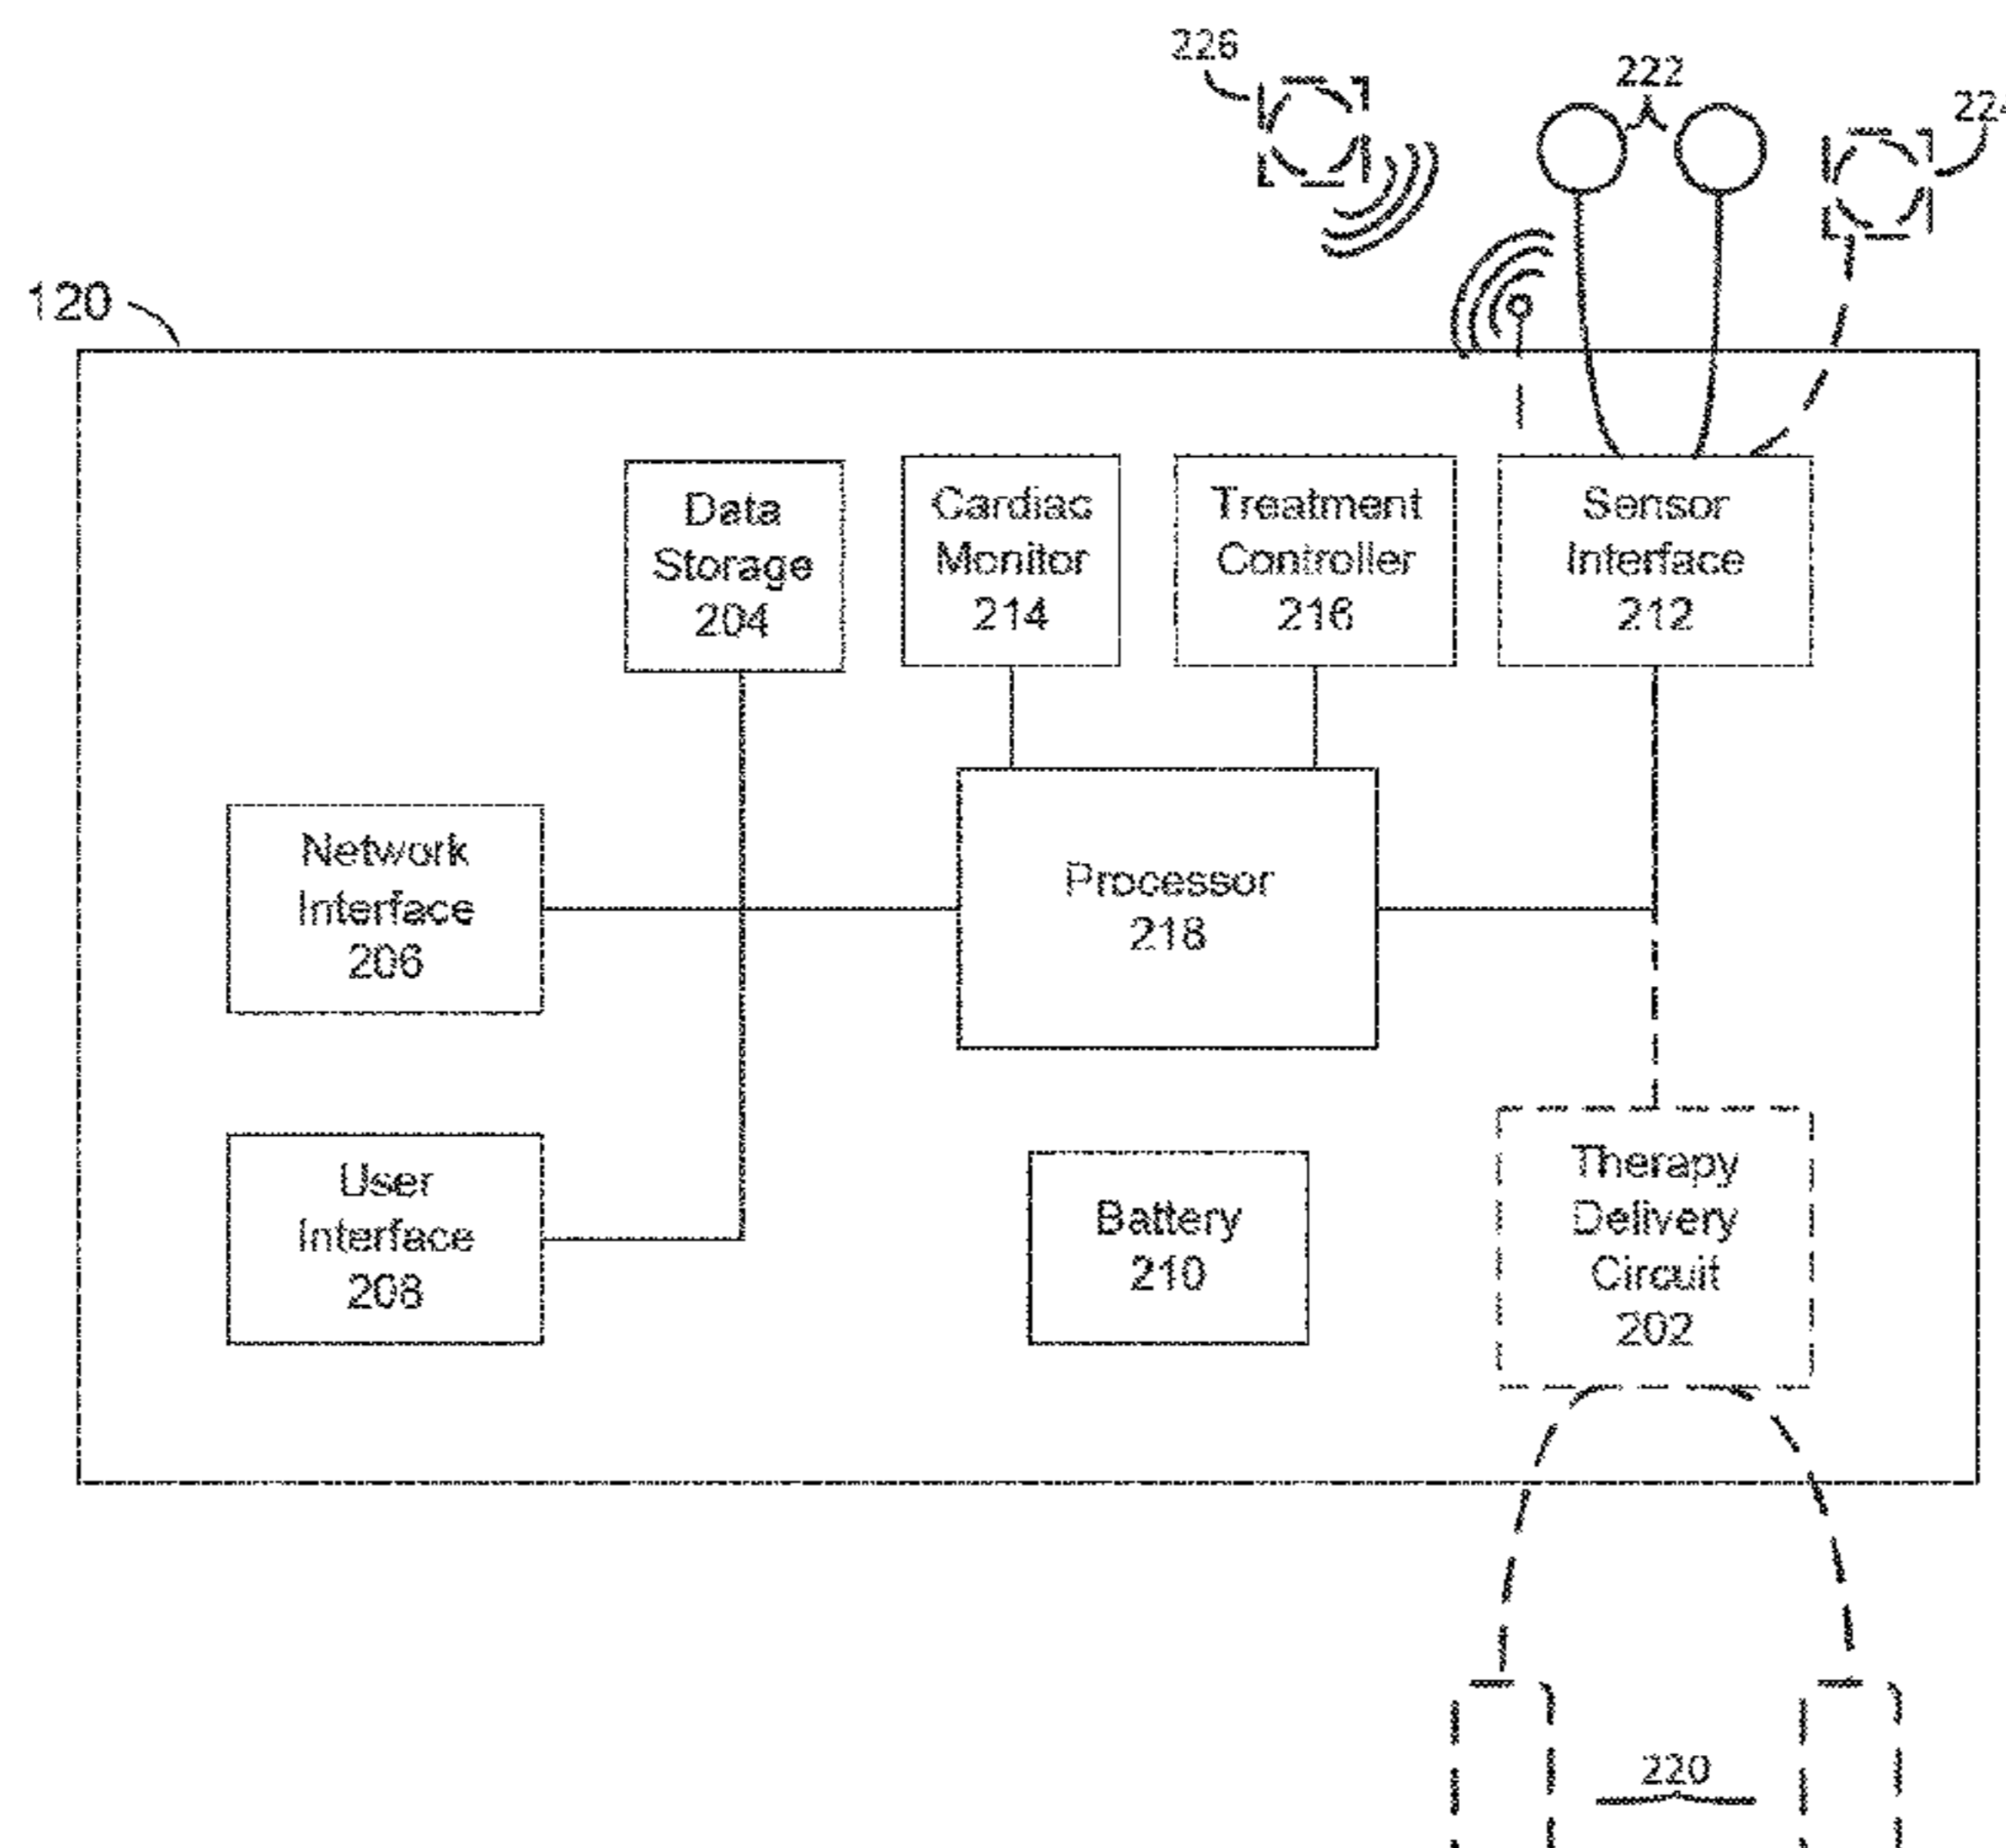 226
222
120
Data
Storage
204
Cardiac
Monitor
214
Treatment
Controller
216
Sensor
Interface
212
Network
Interface
206
Processor
218
User
Interface
208
Battery
210
Therapy
Delivery
Circuit
202
220